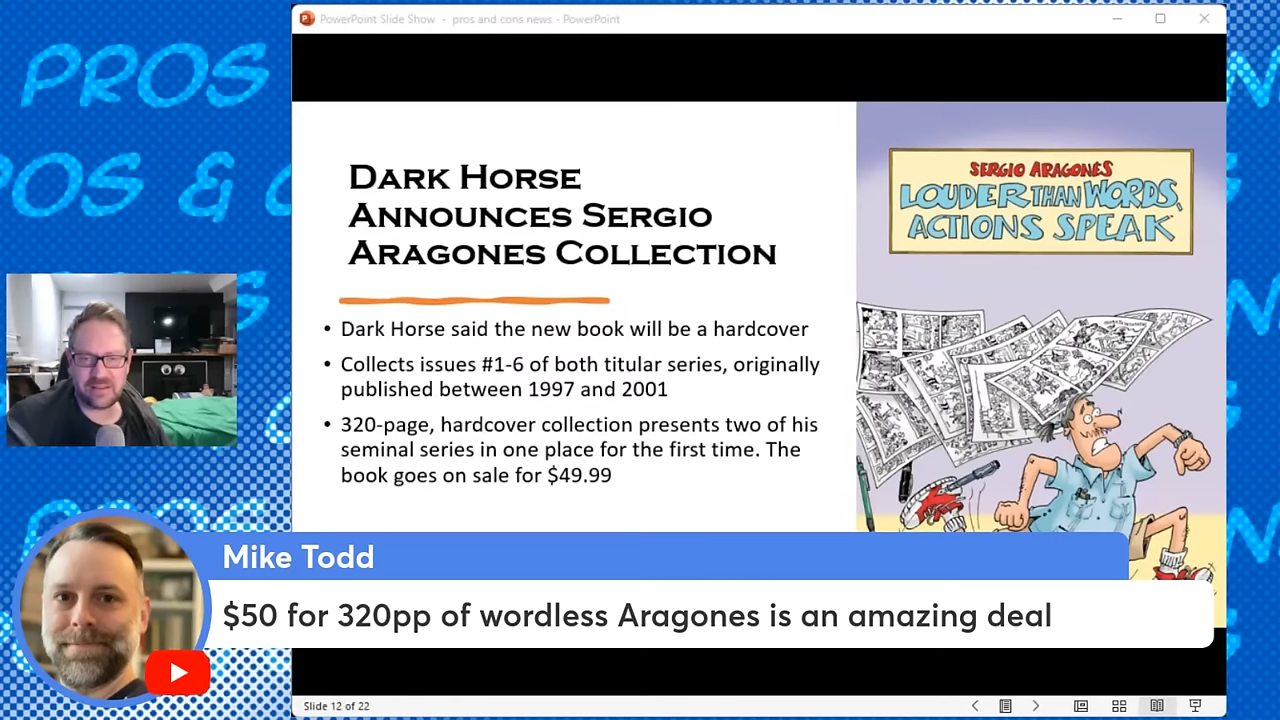 PowerPoint Slide Show - pros and cons news - PowerPoint
PROS
OS &
DARK HORSE
ANNOUNCES SERGIO
ARAGONES COLLECTION
• Dark Horse said the new book will be a hardcover
• Collects issues #1-6 of both titular series, originally
published between 1997 and 2001
• 320-page, hardcover collection presents two of his
seminal series in one place for the first time. The
book goes on sale for $49.99
SERGIO ARAGONÉS
LOUDER THAN WORDS,
ACTIONS SPEAK
Mike Todd
$50 for 320pp of wordless Aragones is an amazing deal
Slide 12 of 22